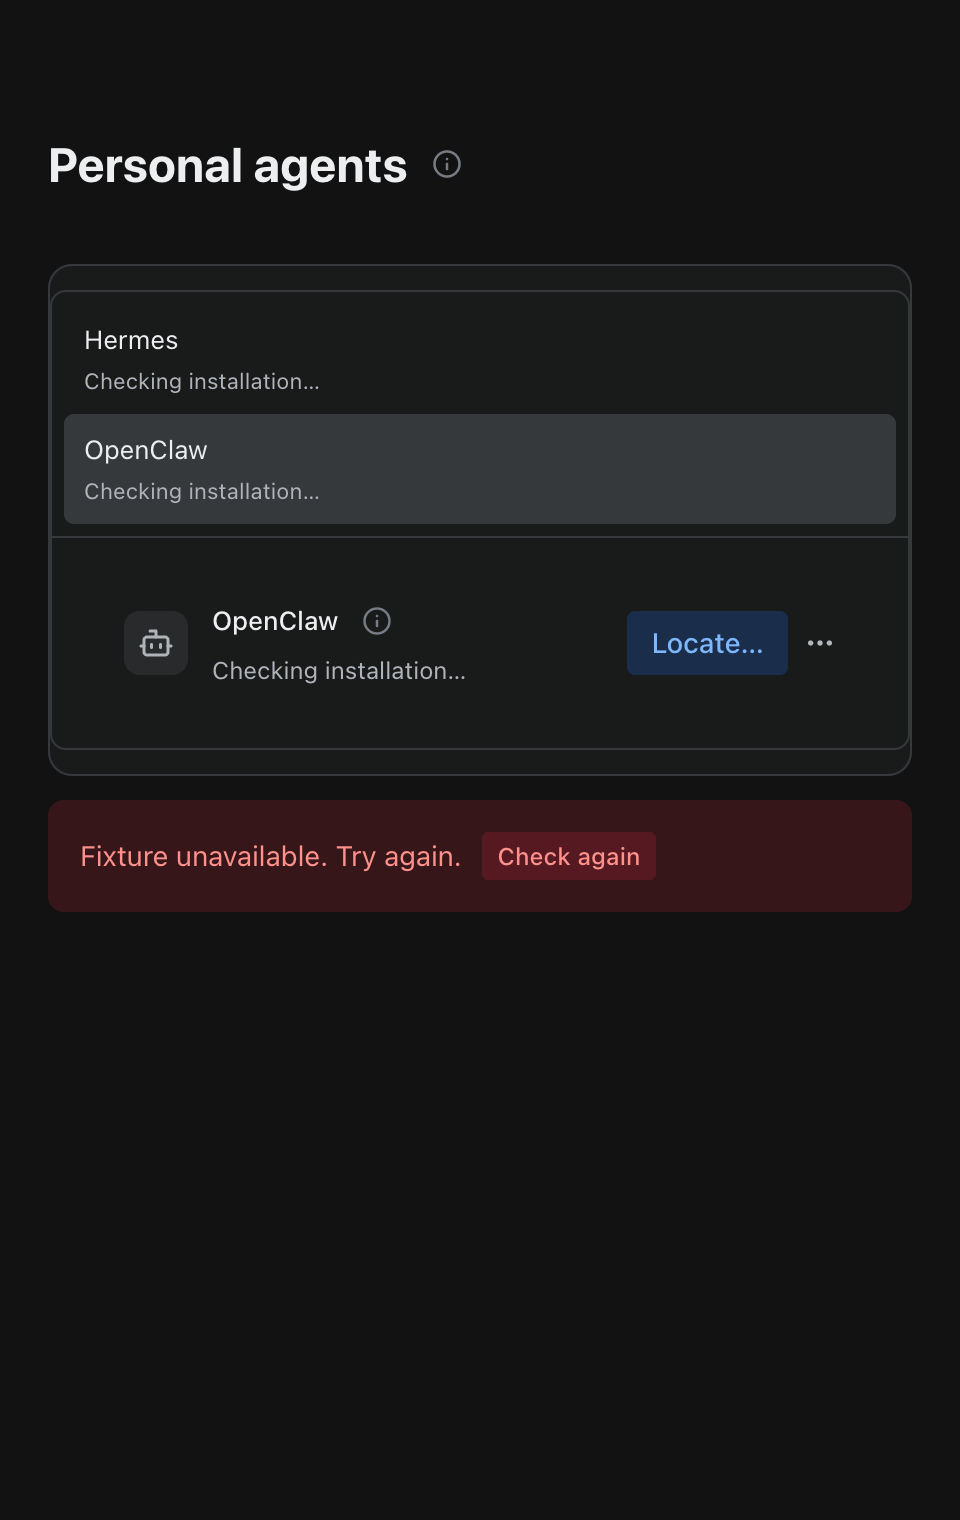 Personal agents
Hermes
Checking installation...
OpenClaw
Checking installation...
OpenClaw
Checking installation...
Locate...
Fixture unavailable. Try again.
Check again